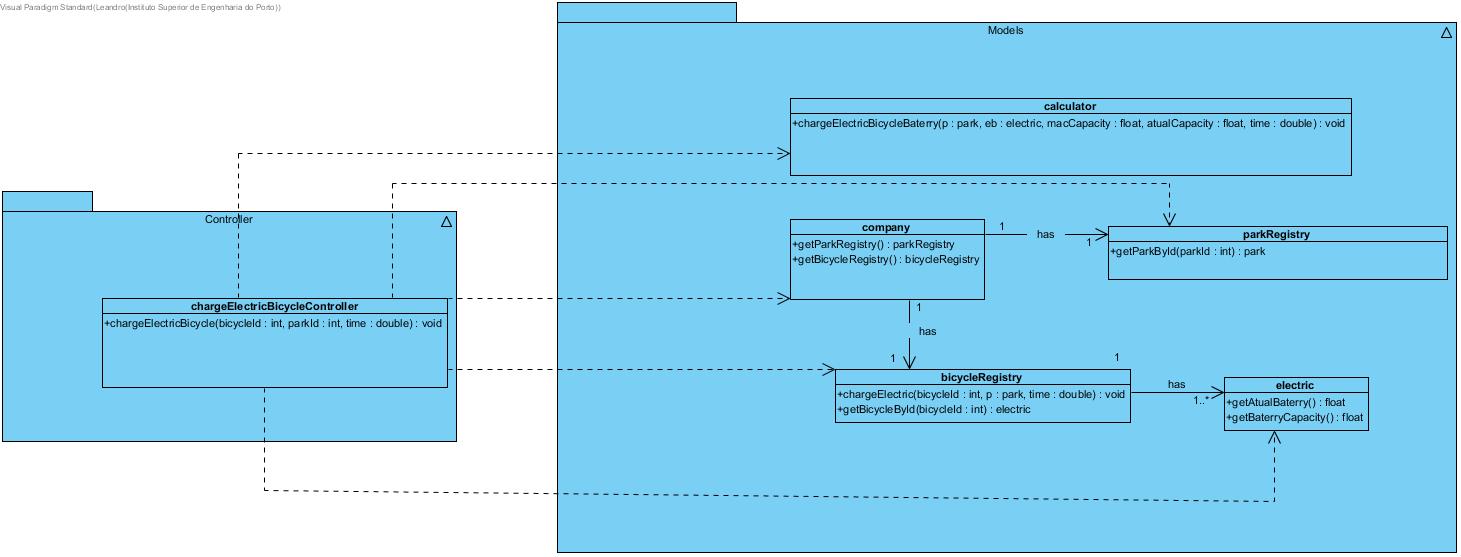 Visual Paradigm Standard(Leandro(Instituto Superior de Engenharia do Porto))
Models
calculator
+chargeElectricBicycleBaterry(p : park, eb : electric, macCapacity : float, atualCapacity : float, time : double) : void
Controller
chargeElectricBicycleController
+chargeElectricBicycle(bicycleId : int, parkId : int, time : double) : void
company
+getParkRegistry() : parkRegistry
+getBicycleRegistry() : bicycleRegistry
1
has
1
parkRegistry
+getParkById(parkId : int) : park
1
has
1
bicycleRegistry
+chargeElectric(bicycleId : int, p : park, time : double) : void
+getBicycleById(bicycleId : int) : electric
1
has
1..*
electric
+getAtualBaterry() : float
+getBaterryCapacity() : float